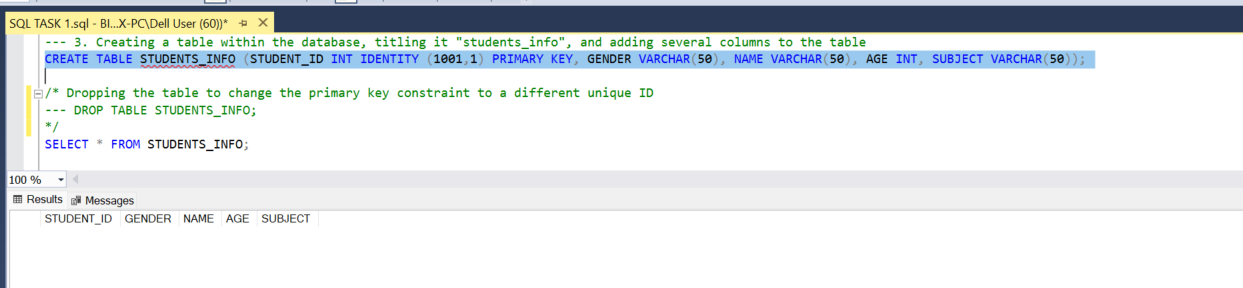 SQL TASK 1.sql - BI...X-PC\Dell User (60))*
--- 3. Creating a table within the database, titling it "students_info", and adding several columns to the table
CREATE TABLE STUDENTS_INFO (STUDENT_ID INT IDENTITY (1001,1) PRIMARY KEY, GENDER VARCHAR(50), NAME VARCHAR(50), AGE INT, SUBJECT VARCHAR(50));
/* Dropping the table to change the primary key constraint to a different unique ID
--- DROP TABLE STUDENTS_INFO;
*/
SELECT * FROM STUDENTS_INFO;
100 %
Results Messages
STUDENT_ID GENDER NAME AGE SUBJECT